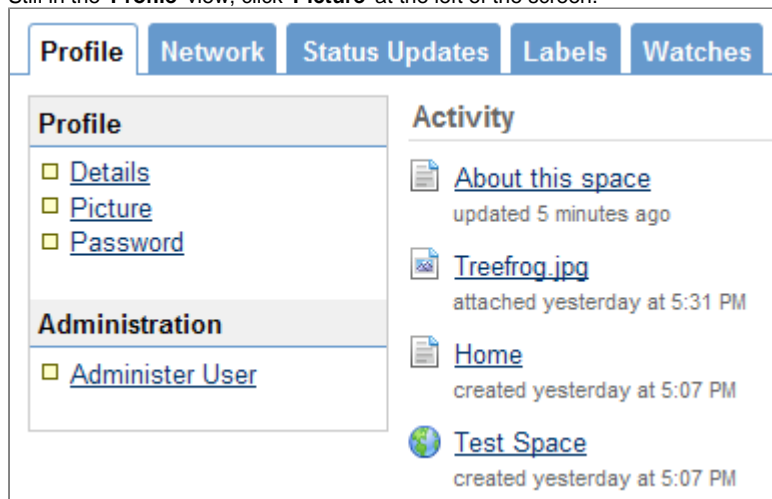 Still in the 'Profile' view, click 'Picture' at the left of the screen.
Profile Network Status Updates Labels Watches
Profile
Details
Picture
Password
Administration
Administer User
Activity
About this space
updated 5 minutes ago
Treefrog.jpg
attached yesterday at 5:31 PM
Home
created yesterday at 5:07 PM
Test Space
created yesterday at 5:07 PM